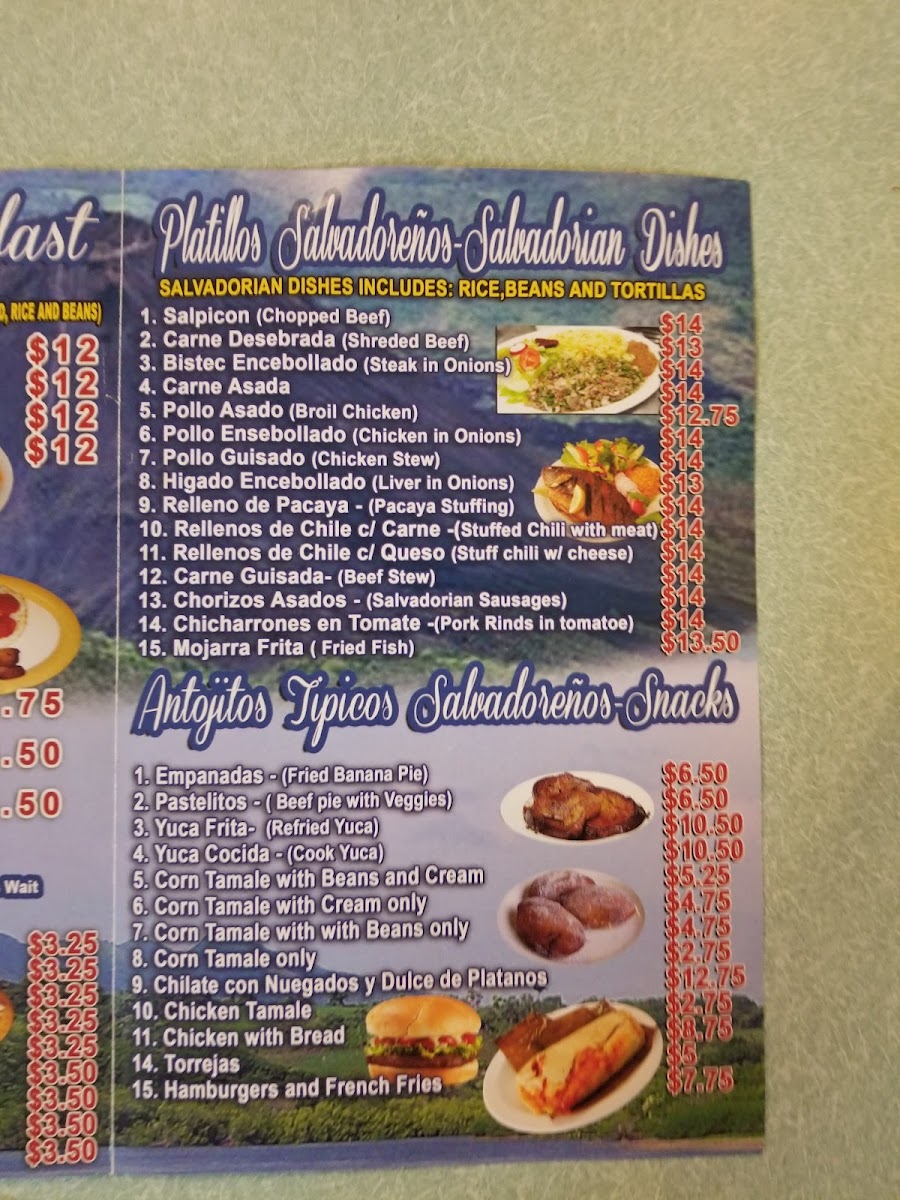 last
, RICE AND BEANS)
$12
$12
$12
$12
.75
.50
.50
Wait
$3.25
$3.25
$3.25
$3.25
$3.25
$3.50
$3.50
$3.50
$3.50
Platillos Salvadoreños-Salvadorian Dishes
SALVADORIAN DISHES INCLUDES: RICE,BEANS AND TORTILLAS
1. Salpicon (Chopped Beef) $14
2. Carne Desebrada (Shreded Beef) $13
3. Bistec Encebollado (Steak in Onions) $14
4. Carne Asada $14
5. Pollo Asado (Broil Chicken) $12.75
6. Pollo Ensebollado (Chicken in Onions) $14
7. Pollo Guisado (Chicken Stew) $14
8. Higado Encebollado (Liver in Onions) $13
9. Relleno de Pacaya - (Pacaya Stuffing) $14
10. Rellenos de Chile c/ Carne -(Stuffed Chili with meat) $14
11. Rellenos de Chile c/ Queso (Stuff chili w/ cheese) $14
12. Carne Guisada- (Beef Stew) $14
13. Chorizos Asados - (Salvadorian Sausages) $14
14. Chicharrones en Tomate -(Pork Rinds in tomatoe) $14
15. Mojarra Frita ( Fried Fish) $13.50
Antojitos Tipicos Salvadoreños-Snacks
1. Empanadas - (Fried Banana Pie) $6.50
2. Pastelitos - ( Beef pie with Veggies) $6.50
3. Yuca Frita- (Refried Yuca) $10.50
4. Yuca Cocida - (Cook Yuca) $10.50
5. Corn Tamale with Beans and Cream $5.25
6. Corn Tamale with Cream only $4.75
7. Corn Tamale with with Beans only $4.75
8. Corn Tamale only $2.75
9. Chilate con Nuegados y Dulce de Platanos $12.75
10. Chicken Tamale $2.75
11. Chicken with Bread $8.75
14. Torrejas $5
15. Hamburgers and French Fries $7.75